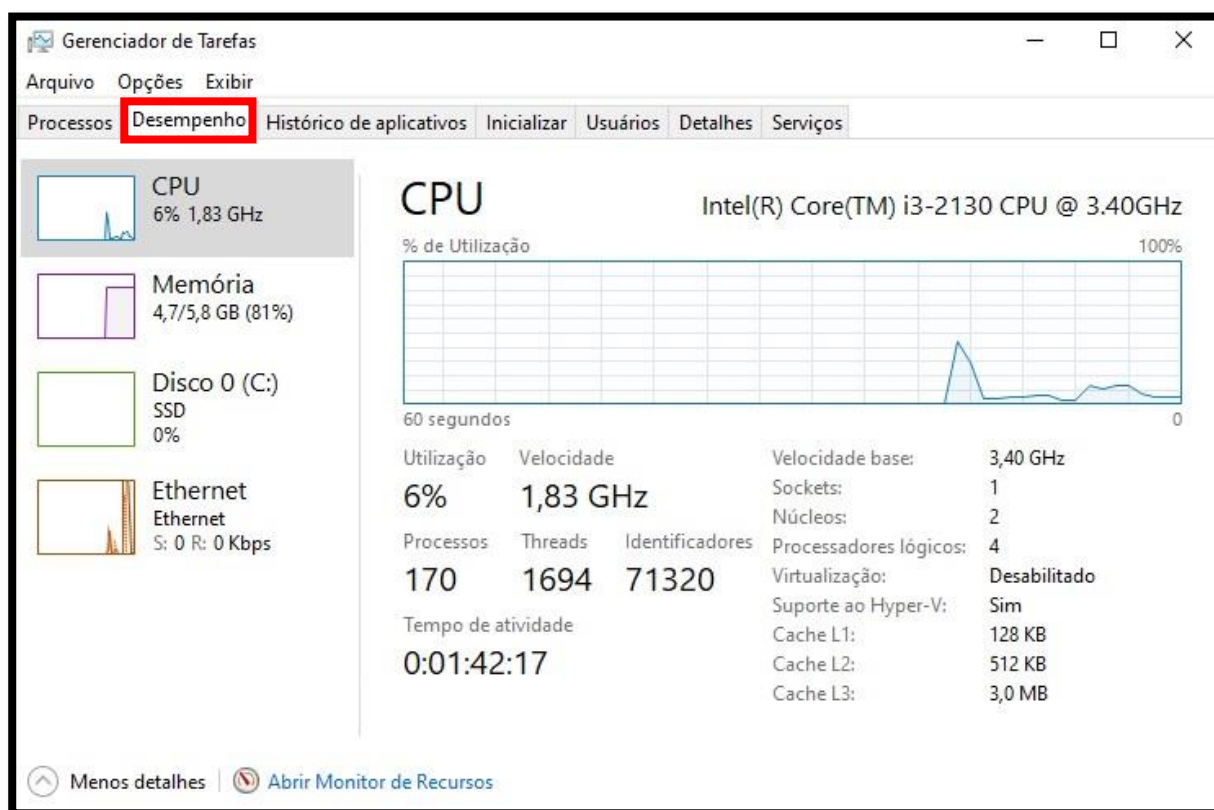 Gerenciador de Tarefas
Arquivo Opções Exibir
Processos Desempenho Histórico de aplicativos Inicializar Usuários Detalhes Serviços
CPU
6% 1,83 GHz
Memória
4,7/5,8 GB (81%)
Disco 0 (C:)
SSD
0%
Ethernet
Ethernet
S: 0 R: 0 Kbps
CPU Intel(R) Core(TM) i3-2130 CPU @ 3.40GHz
% de Utilização 100%
60 segundos 0
Utilização Velocidade
6% 1,83 GHz
Processos Threads Identificadores
170 1694 71320
Tempo de atividade
0:01:42:17
Velocidade base: 3,40 GHz
Sockets: 1
Núcleos: 2
Processadores lógicos: 4
Virtualização: Desabilitado
Suporte ao Hyper-V: Sim
Cache L1: 128 KB
Cache L2: 512 KB
Cache L3: 3,0 MB
Menos detalhes Abrir Monitor de Recursos